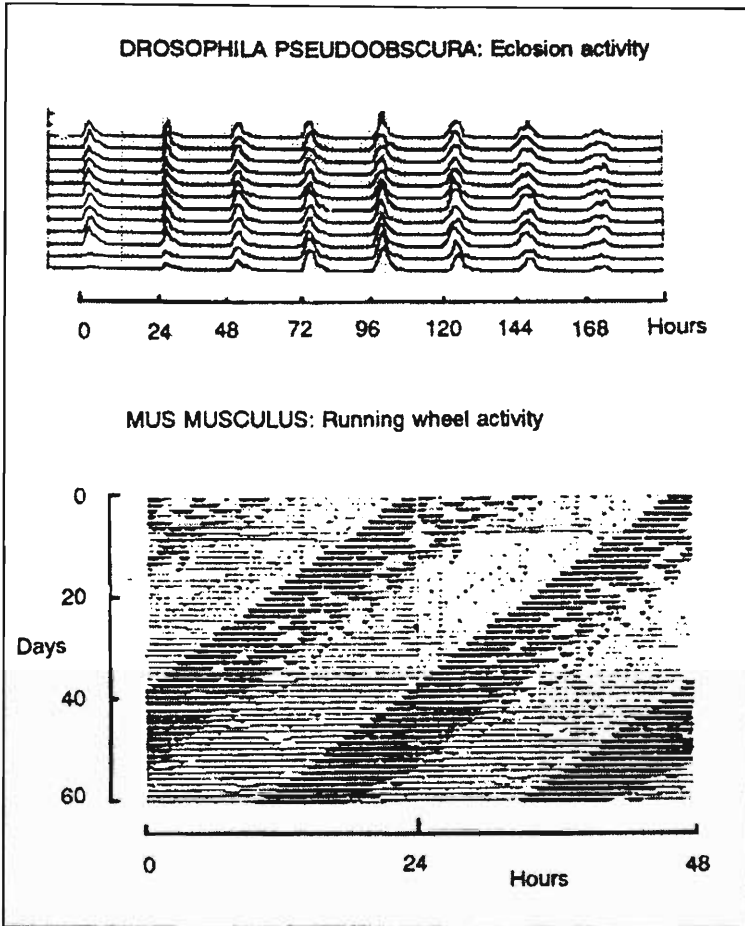 DROSOPHILA PSEUDOOBSCURA: Eclosion activity
0 24 48 72 96 120 144 168 Hours
MUS MUSCULUS: Running wheel activity
0
20
Days
40
60
0 24 48
Hours